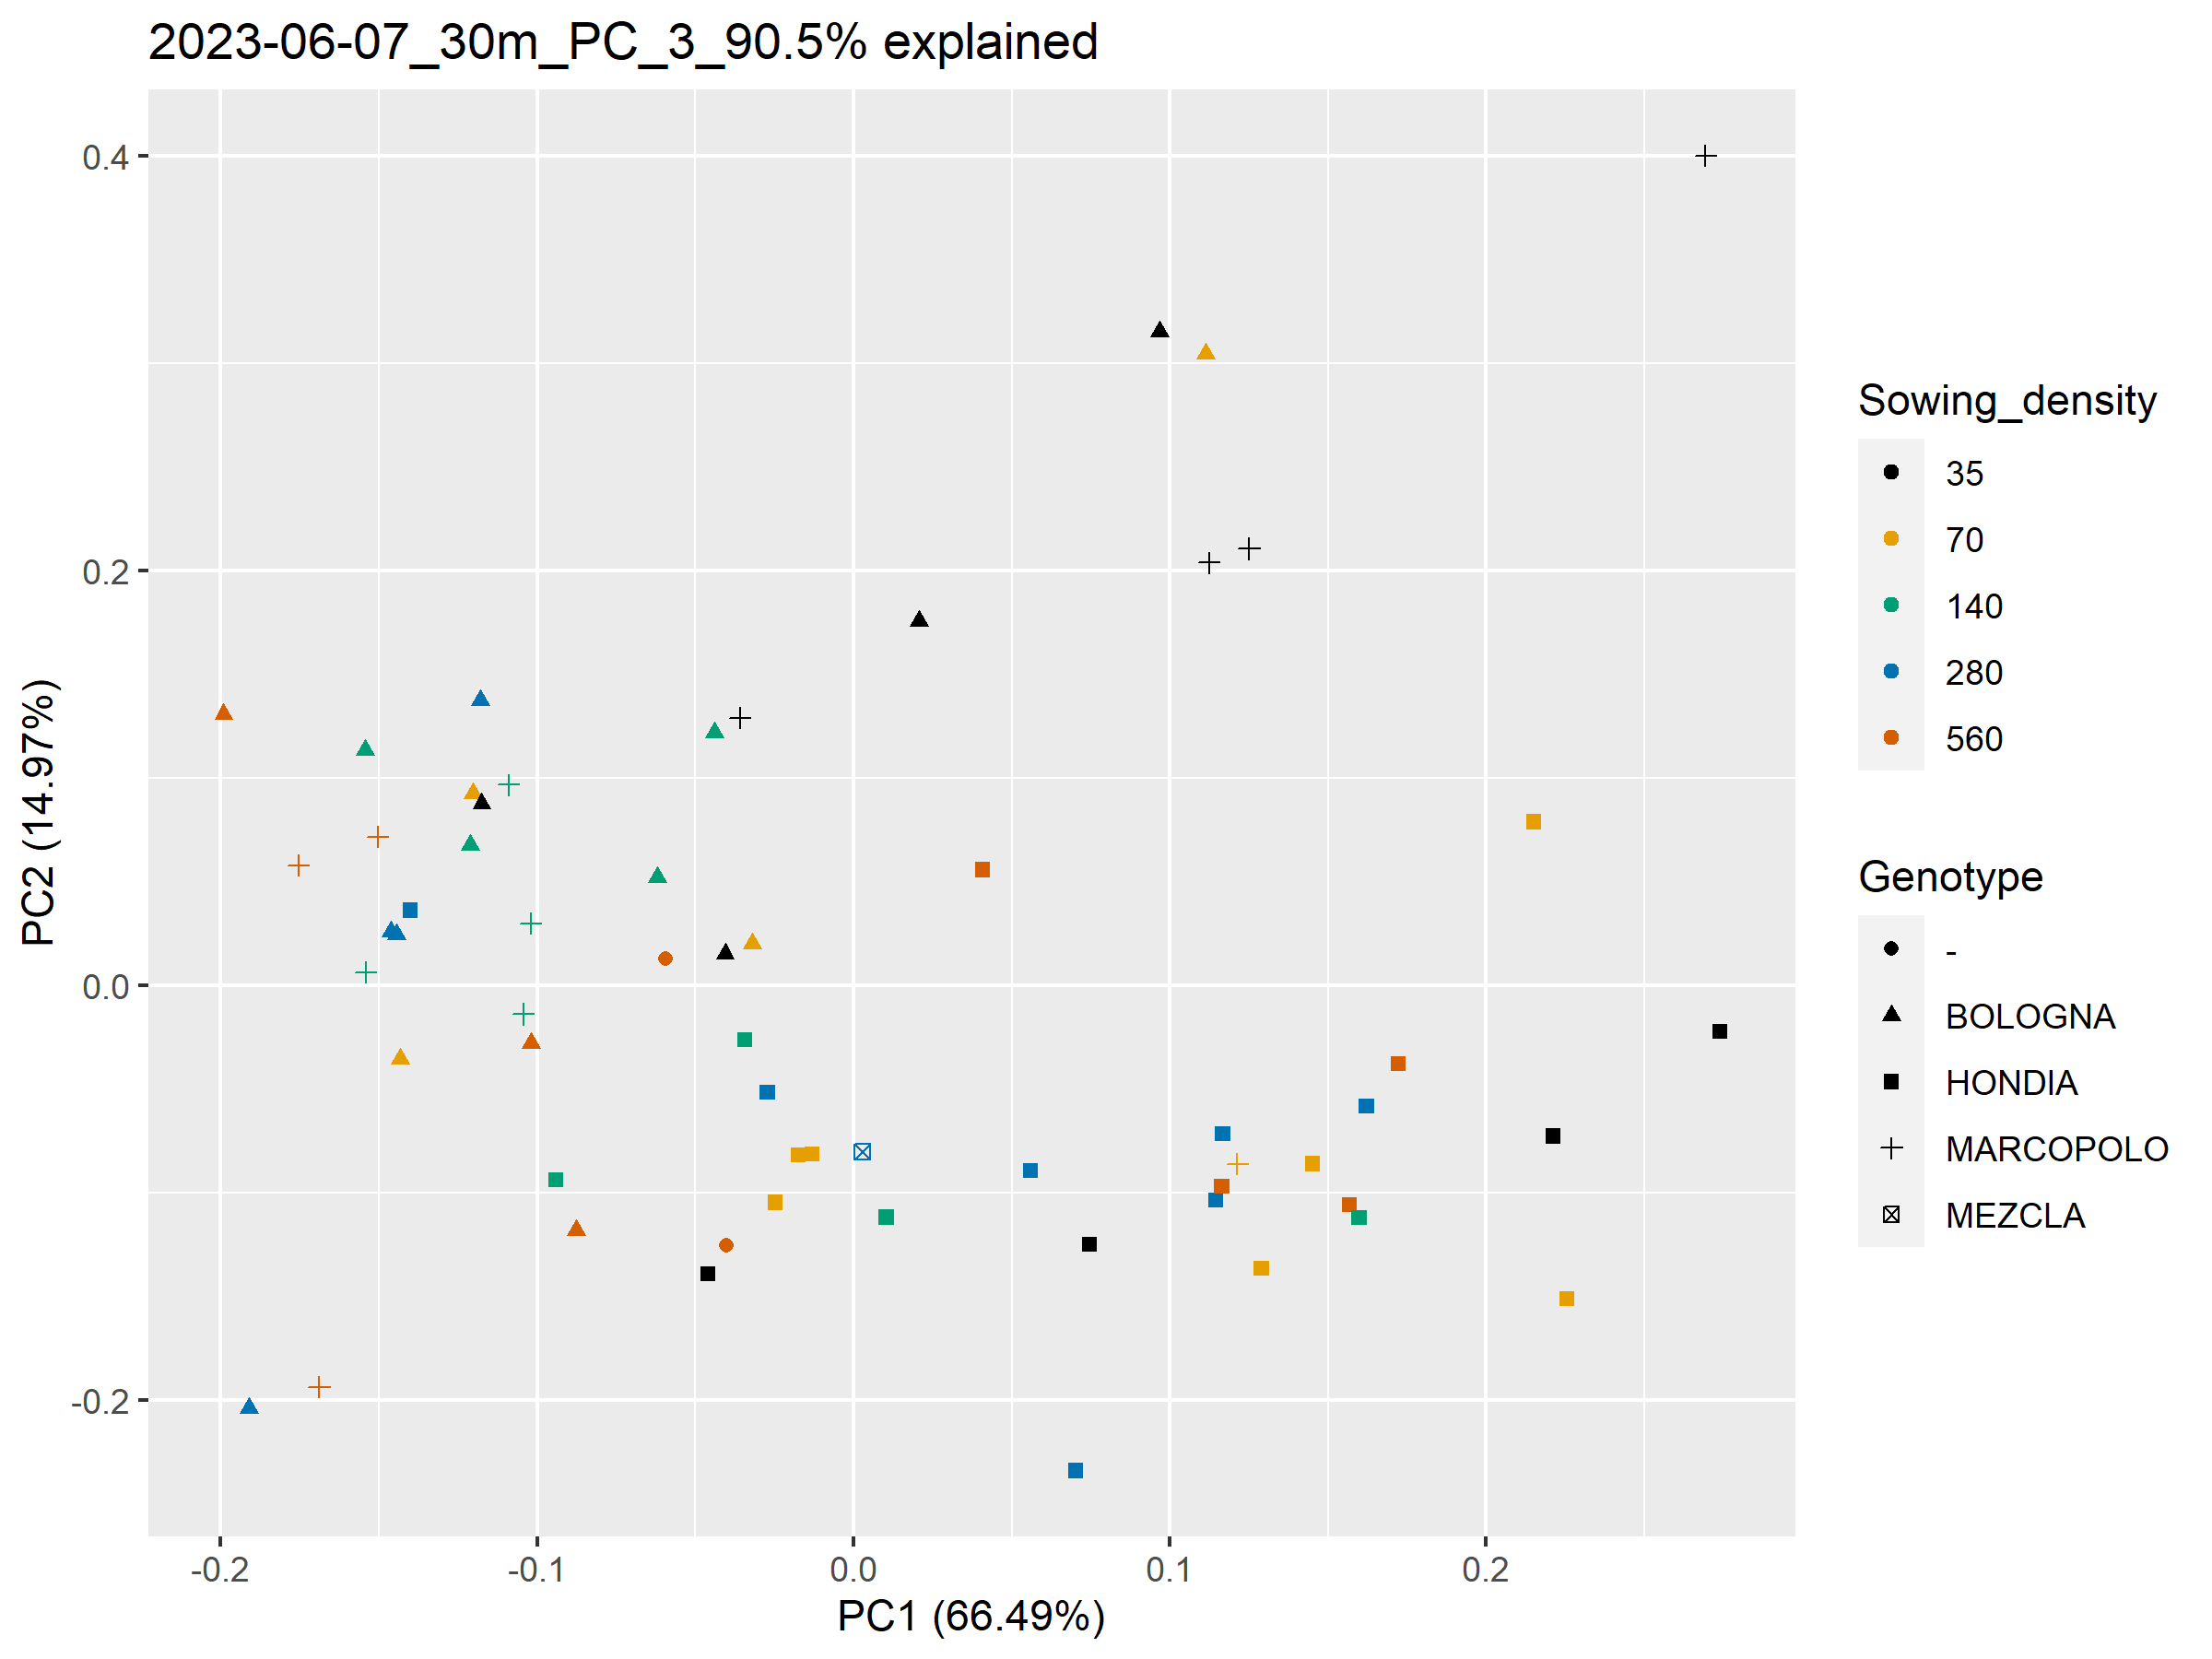 2023-06-07_30m_PC_3_90.5% explained
0.4
0.2
0.0
-0.2
PC2 (14.97%)
-0.2
-0.1
0.0
0.1
0.2
PC1 (66.49%)
Sowing_density
35
70
140
280
560
Genotype
-
BOLOGNA
HONDIA
MARCOPOLO
MEZCLA